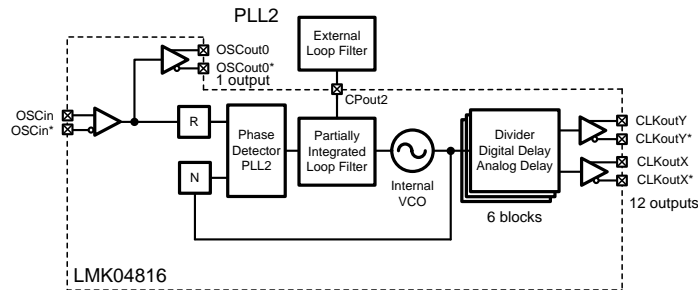 PLL2
OSCout0
OSCout0*
1 output
External
Loop Filter
CPout2
OSCin
OSCin*
R
N
Phase
Detector
PLL2
Partially
Integrated
Loop Filter
Internal
VCO
Divider
Digital Delay
Analog Delay
6 blocks
CLKoutY
CLKoutY*
CLKoutX
CLKoutX*
12 outputs
LMK04816